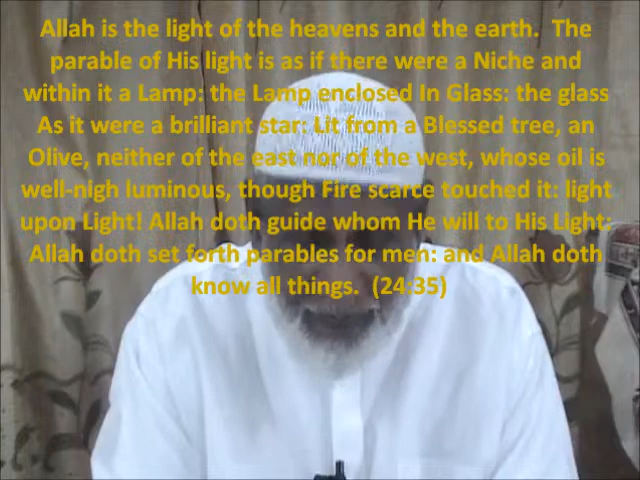 Allah is the light of the heavens and the earth.  The
parable of His light is as if there were a Niche and
within it a Lamp: the Lamp enclosed In Glass: the glass
As it were a brilliant star: Lit from a Blessed tree, an
Olive, neither of the east nor of the west, whose oil is
well-nigh luminous, though Fire scarce touched it: light
upon Light! Allah doth guide whom He will to His Light:
Allah doth set forth parables for men: and Allah doth
know all things.  (24:35)